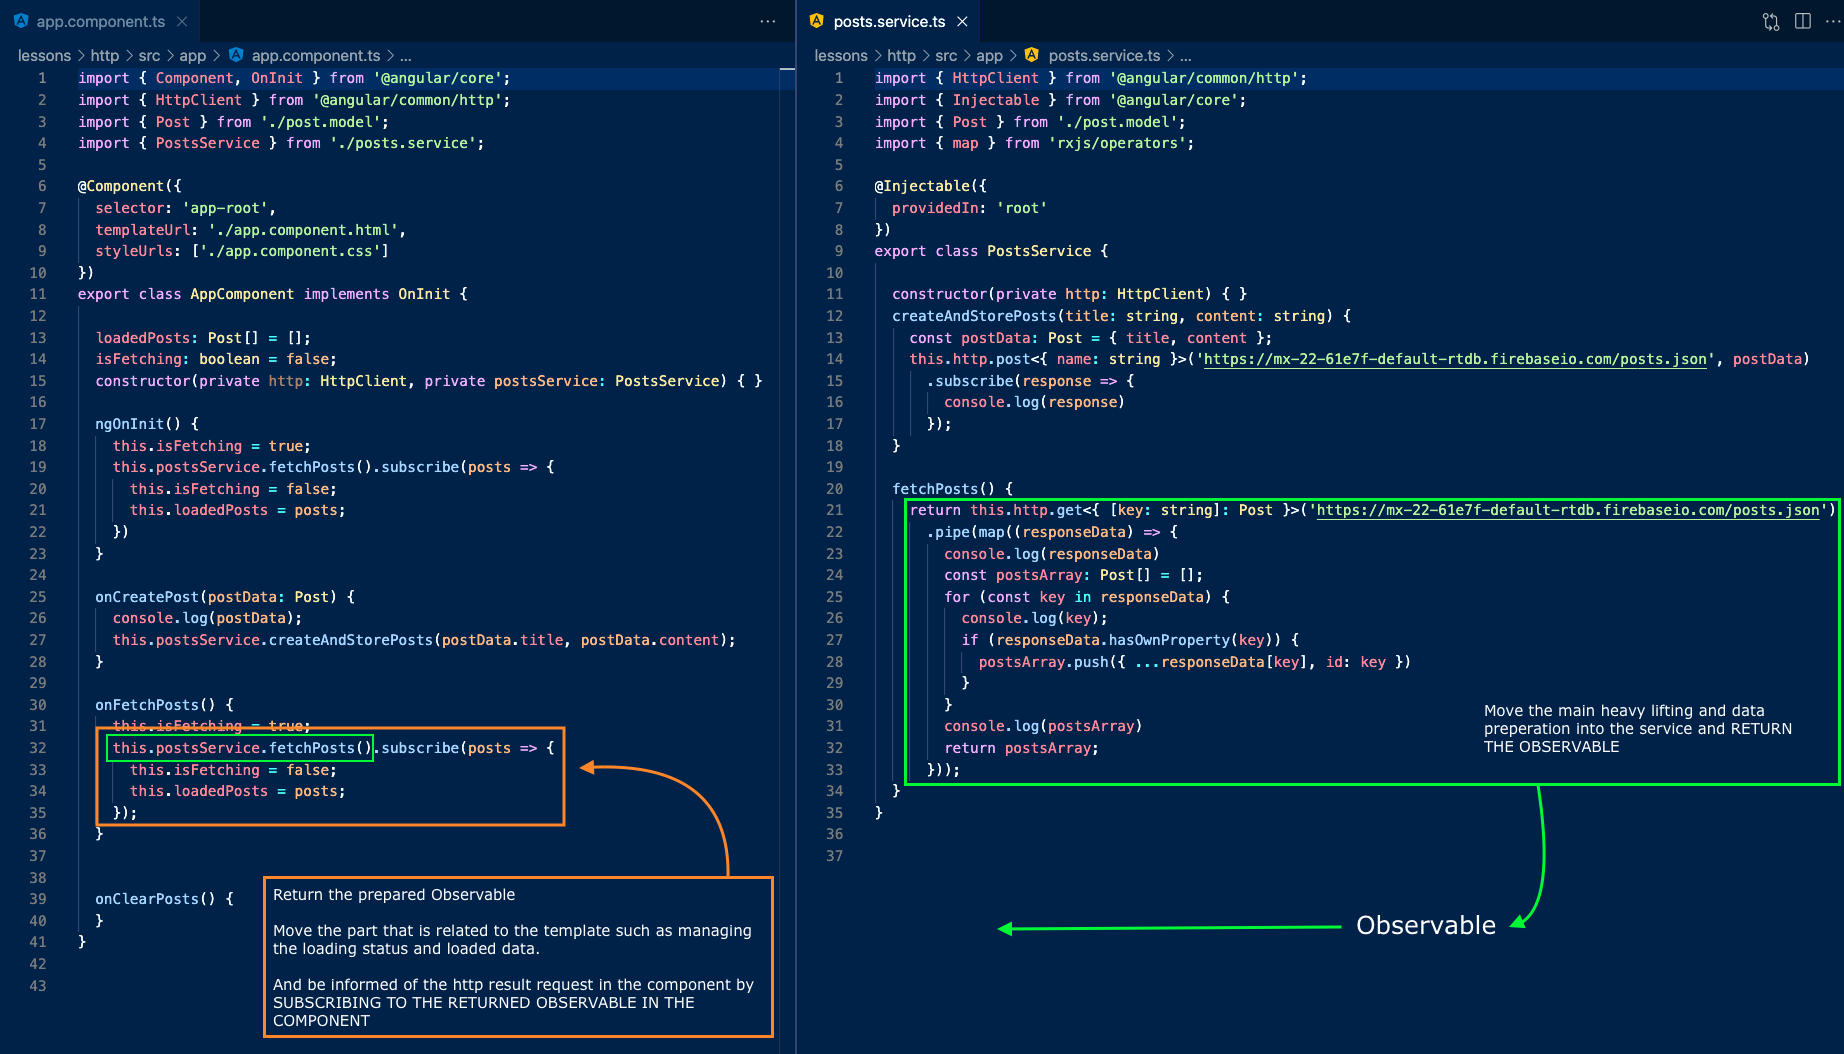 app.component.ts
lessons > http > src > app > app.component.ts > ...
1 import { Component, OnInit } from '@angular/core';
2 import { HttpClient } from '@angular/common/http';
3 import { Post } from './post.model';
4 import { PostsService } from './posts.service';
5
6 @Component({
7 selector: 'app-root',
8 templateUrl: './app.component.html',
9 styleUrls: ['./app.component.css']
10 })
11 export class AppComponent implements OnInit {
12
13 loadedPosts: Post[] = [];
14 isFetching: boolean = false;
15 constructor(private http: HttpClient, private postsService: PostsService) { }
16
17 ngOnInit() {
18 this.isFetching = true;
19 this.postsService.fetchPosts().subscribe(posts => {
20 this.isFetching = false;
21 this.loadedPosts = posts;
22 })
23 }
24
25 onCreatePost(postData: Post) {
26 console.log(postData);
27 this.postsService.createAndStorePosts(postData.title, postData.content);
28 }
29
30 onFetchPosts() {
31 this.isFetching = true;
32 this.postsService.fetchPosts().subscribe(posts => {
33 this.isFetching = false;
34 this.loadedPosts = posts;
35 });
36 }
37
38
39 onClearPosts() {
40 }
41 }
42
43
Return the prepared Observable
Move the part that is related to the template such as managing
the loading status and loaded data.
And be informed of the http result request in the component by
SUBSCRIBING TO THE RETURNED OBSERVABLE IN THE
COMPONENT
posts.service.ts
lessons > http > src > app > posts.service.ts > ...
1 import { HttpClient } from '@angular/common/http';
2 import { Injectable } from '@angular/core';
3 import { Post } from './post.model';
4 import { map } from 'rxjs/operators';
5
6 @Injectable({
7 providedIn: 'root'
8 })
9 export class PostsService {
10
11 constructor(private http: HttpClient) { }
12 createAndStorePosts(title: string, content: string) {
13 const postData: Post = { title, content };
14 this.http.post<{ name: string }>('https://mx-22-61e7f-default-rtdb.firebaseio.com/posts.json', postData)
15 .subscribe(response => {
16 console.log(response)
17 });
18 }
19
20 fetchPosts() {
21 return this.http.get<{ [key: string]: Post }>('https://mx-22-61e7f-default-rtdb.firebaseio.com/posts.json')
22 .pipe(map((responseData) => {
23 console.log(responseData)
24 const postsArray: Post[] = [];
25 for (const key in responseData) {
26 console.log(key);
27 if (responseData.hasOwnProperty(key)) {
28 postsArray.push({ ...responseData[key], id: key })
29 }
30 }
31 console.log(postsArray)
32 return postsArray;
33 }));
34 }
35 }
36
37
Move the main heavy lifting and data
preperation into the service and RETURN
THE OBSERVABLE
Observable